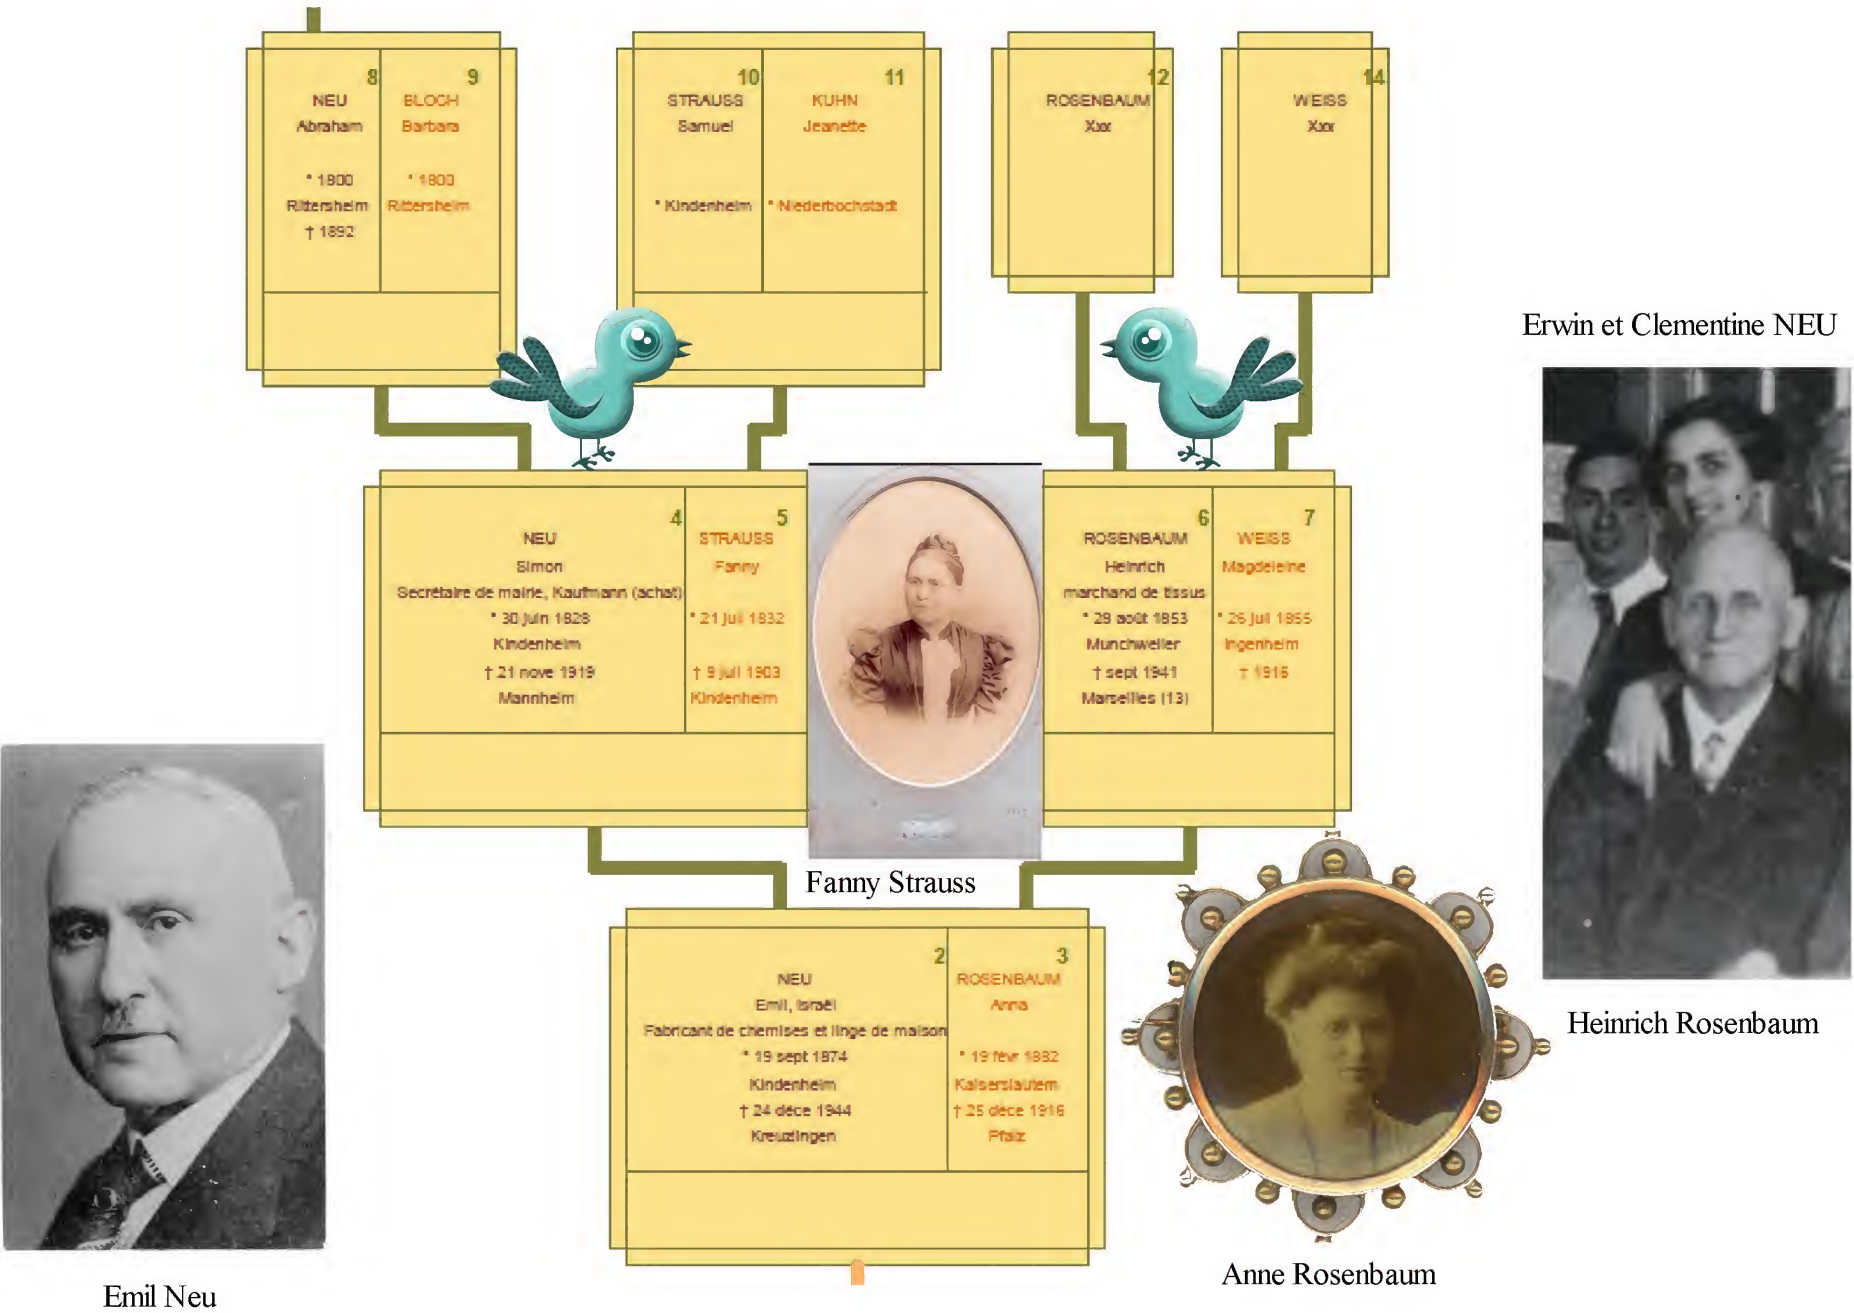 8
NEU
Abraham
* 1800
Rittersheim
† 1892
9
BLOCH
Barbara
* 1800
Rittersheim
10
STRAUSS
Samuel
* Kindenheim
11
KUHN
Jeanette
* Niederbochstadt
12
ROSENBAUM
Xxx
14
WEISS
Xxx
Erwin et Clementine NEU
4
NEU
Simon
Secrétaire de mairie, Kaufmann (achat)
* 30 juin 1828
Kindenheim
† 21 nove 1919
Mannheim
5
STRAUSS
Fanny
* 21 juil 1832
† 9 juil 1903
Kindenheim
6
ROSENBAUM
Heinrich
marchand de tissus
* 28 août 1853
Munchweiler
† sept 1941
Marseilles (13)
7
WEISS
Magdeleine
* 26 juil 1855
Ingenheim
† 1916
Fanny Strauss
2
NEU
Emil, Israël
Fabricant de chemises et linge de maison
* 19 sept 1874
Kindenheim
† 24 déce 1944
Kreuzlingen
3
ROSENBAUM
Anna
* 19 févr 1882
Kaiserslautern
† 25 déce 1916
Pfalz
Heinrich Rosenbaum
Anne Rosenbaum
Emil Neu